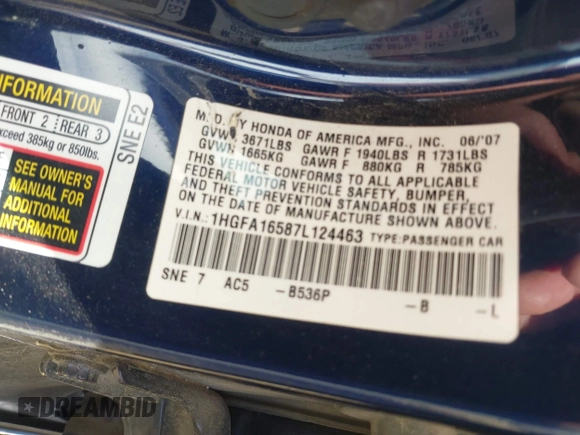 INFORMATION
FRONT 2 REAR 3
exceed 385kg or 850lbs.
SNE E2
SEE OWNER'S
MANUAL FOR
ADDITIONAL
INFORMATION
MFD. BY HONDA OF AMERICA MFG., INC. 06/'07
GVWR 3671LBS GAWR F 1940LBS R 1731LBS
GVWR 1665KG GAWR F 880KG R 785KG
THIS VEHICLE CONFORMS TO ALL APPLICABLE
FEDERAL MOTOR VEHICLE SAFETY, BUMPER,
AND THEFT PREVENTION STANDARDS IN EFFECT
ON THE DATE OF MANUFACTURE SHOWN ABOVE.
V.I.N.: 1HGFA16587L124463 TYPE:PASSENGER CAR
SNE 7 AC5 -B536P -B -L
DREAMBID